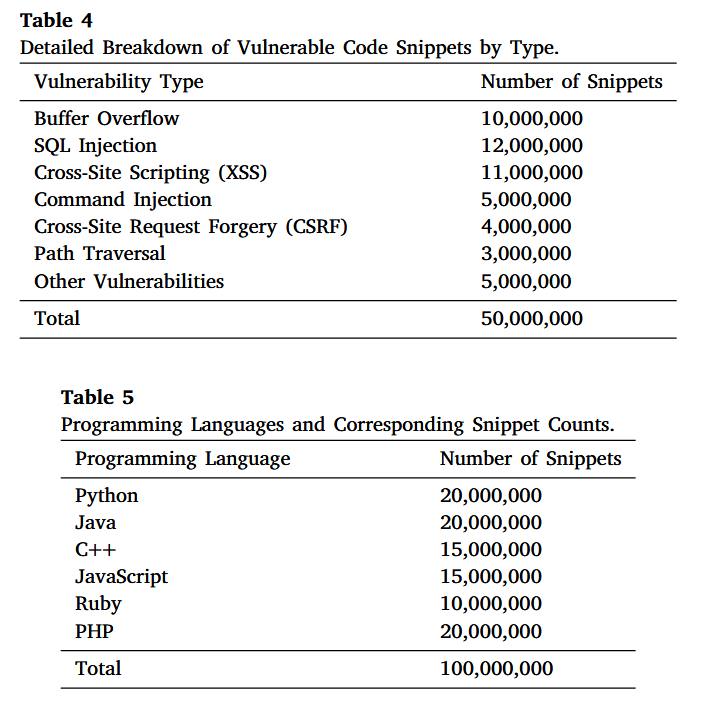 Table 4
Detailed Breakdown of Vulnerable Code Snippets by Type.
Vulnerability Type Number of Snippets
Buffer Overflow 10,000,000
SQL Injection 12,000,000
Cross-Site Scripting (XSS) 11,000,000
Command Injection 5,000,000
Cross-Site Request Forgery (CSRF) 4,000,000
Path Traversal 3,000,000
Other Vulnerabilities 5,000,000
Total 50,000,000
Table 5
Programming Languages and Corresponding Snippet Counts.
Programming Language Number of Snippets
Python 20,000,000
Java 20,000,000
C++ 15,000,000
JavaScript 15,000,000
Ruby 10,000,000
PHP 20,000,000
Total 100,000,000